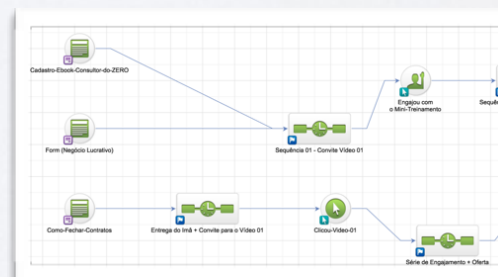 Cadastro-Ebook-Consultor-do-ZERO
Engajou com
o Mini-Treinamento
Sequê
Form (Negócio Lucrativo)
Sequência 01 - Convite Vídeo 01
Como-Fechar-Contratos
Entrega do Imã + Convite para o Vídeo 01
Clicou-Video-01
Série de Engajamento + Oferta